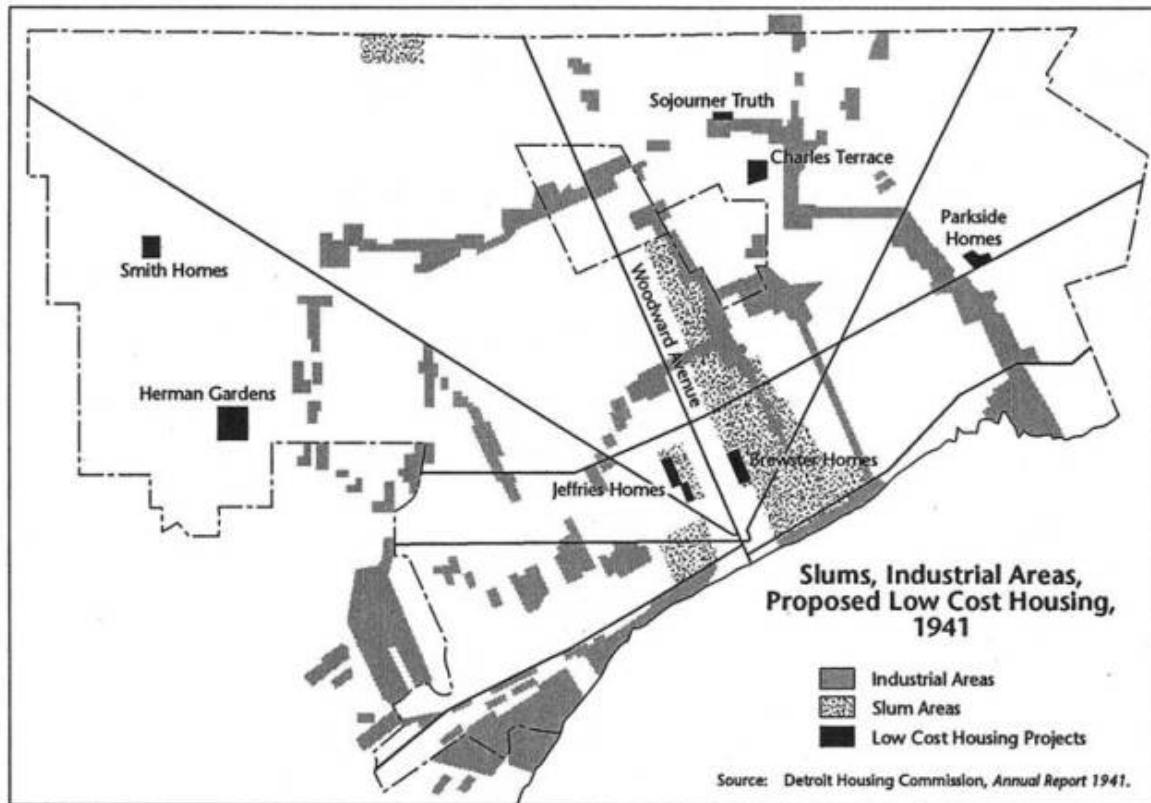 Sojourner Truth
Charles Terrace
Parkside
Homes
Smith Homes
Woodward Avenue
Herman Gardens
Brewster Homes
Jeffries Homes
Slums, Industrial Areas,
Proposed Low Cost Housing,
1941
Industrial Areas
Slum Areas
Low Cost Housing Projects
Source: Detroit Housing Commission, Annual Report 1941.